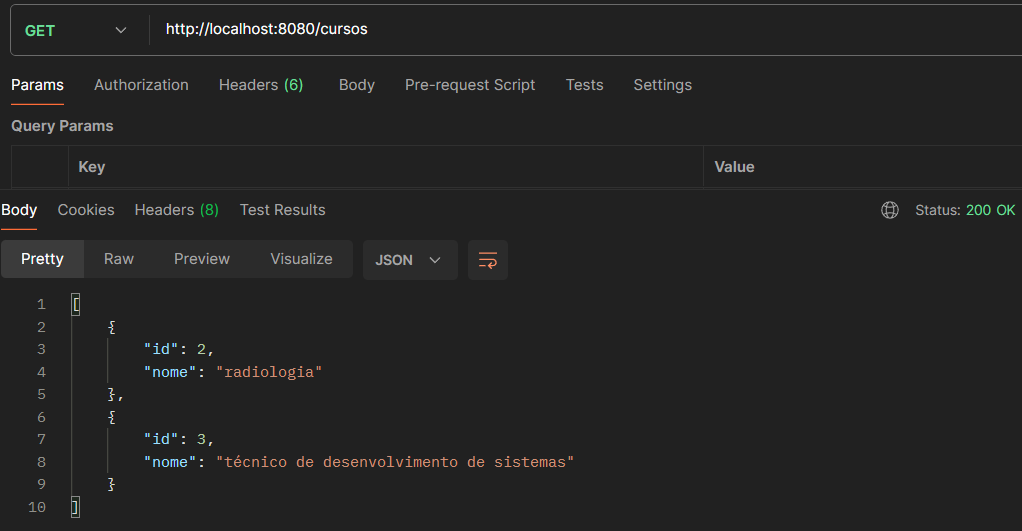 GET http://localhost:8080/cursos
Params Authorization Headers (6) Body Pre-request Script Tests Settings
Query Params
Key Value
Body Cookies Headers (8) Test Results Status: 200 OK
Pretty Raw Preview Visualize JSON
1 [
2 {
3 "id": 2,
4 "nome": "radiologia"
5 },
6 {
7 "id": 3,
8 "nome": "técnico de desenvolvimento de sistemas"
9 }
10 ]